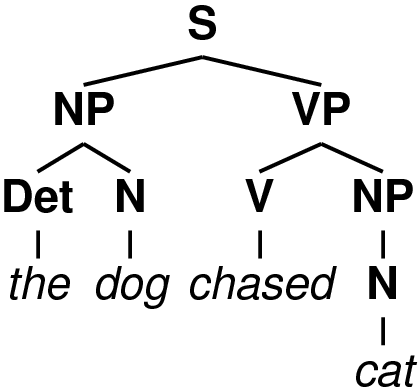 S
NP VP
Det N V NP
the dog chased N
cat